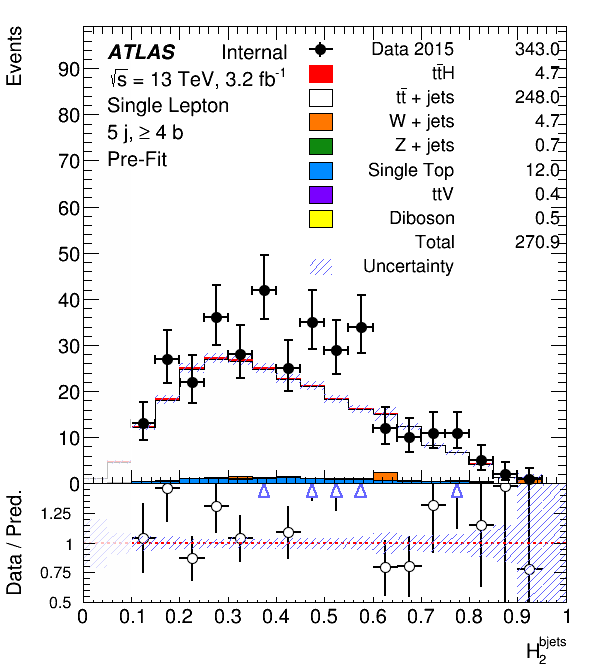 Events
ATLAS Internal
√s = 13 TeV, 3.2 fb⁻¹
Single Lepton
5 j, ≥ 4 b
Pre-Fit
Data 2015 343.0
tt̄H 4.7
tt̄ + jets 248.0
W + jets 4.7
Z + jets 0.7
Single Top 12.0
ttV 0.4
Diboson 0.5
Total 270.9
Uncertainty
90
80
70
60
50
40
30
20
10
0
Data / Pred.
1.25
1
0.75
0.5
0 0.1 0.2 0.3 0.4 0.5 0.6 0.7 0.8 0.9 1
H₂ᵇʲᵉᵗˢ